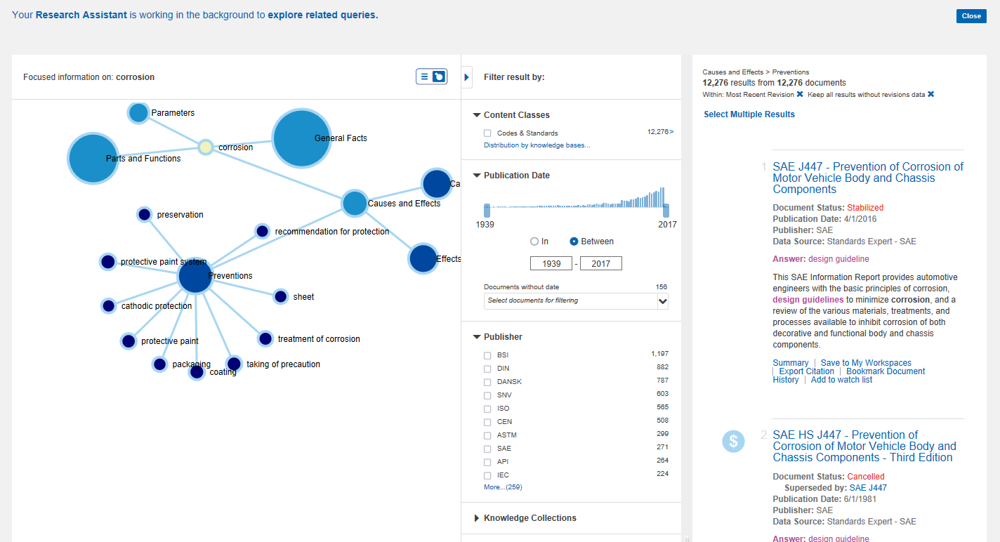 Your Research Assistant is working in the background to explore related queries.
Close
Focused information on: corrosion
Parameters
General Facts
corrosion
Parts and Functions
Ca
Causes and Effects
preservation
recommendation for protection
Effects
protective paint system
Preventions
sheet
cathodic protection
protective paint
treatment of corrosion
packaging
taking of precaution
coating
Filter result by:
Content Classes
Codes & Standards 12,276>
Distribution by knowledge bases...
Publication Date
1939 2017
In Between
1939 - 2017
Documents without date 156
Select documents for filtering
Publisher
BSI 1,197
DIN 882
DANSK 787
SNV 603
ISO 565
CEN 508
ASTM 299
SAE 271
API 264
IEC 224
More...(259)
Knowledge Collections
Causes and Effects > Preventions
12,276 results from 12,276 documents
Within: Most Recent Revision Keep all results without revisions data
Select Multiple Results
1 SAE J447 - Prevention of Corrosion of
Motor Vehicle Body and Chassis
Components
Document Status: Stabilized
Publication Date: 4/1/2016
Publisher: SAE
Data Source: Standards Expert - SAE
Answer: design guideline
This SAE Information Report provides automotive
engineers with the basic principles of corrosion,
design guidelines to minimize corrosion, and a
review of the various materials, treatments, and
processes available to inhibit corrosion of both
decorative and functional body and chassis
components.
Summary | Save to My Workspaces
| Export Citation | Bookmark Document
History | Add to watch list
$
2 SAE HS J447 - Prevention of
Corrosion of Motor Vehicle Body and
Chassis Components - Third Edition
Document Status: Cancelled
Superseded by: SAE J447
Publication Date: 6/1/1981
Publisher: SAE
Data Source: Standards Expert - SAE
Answer: design guideline